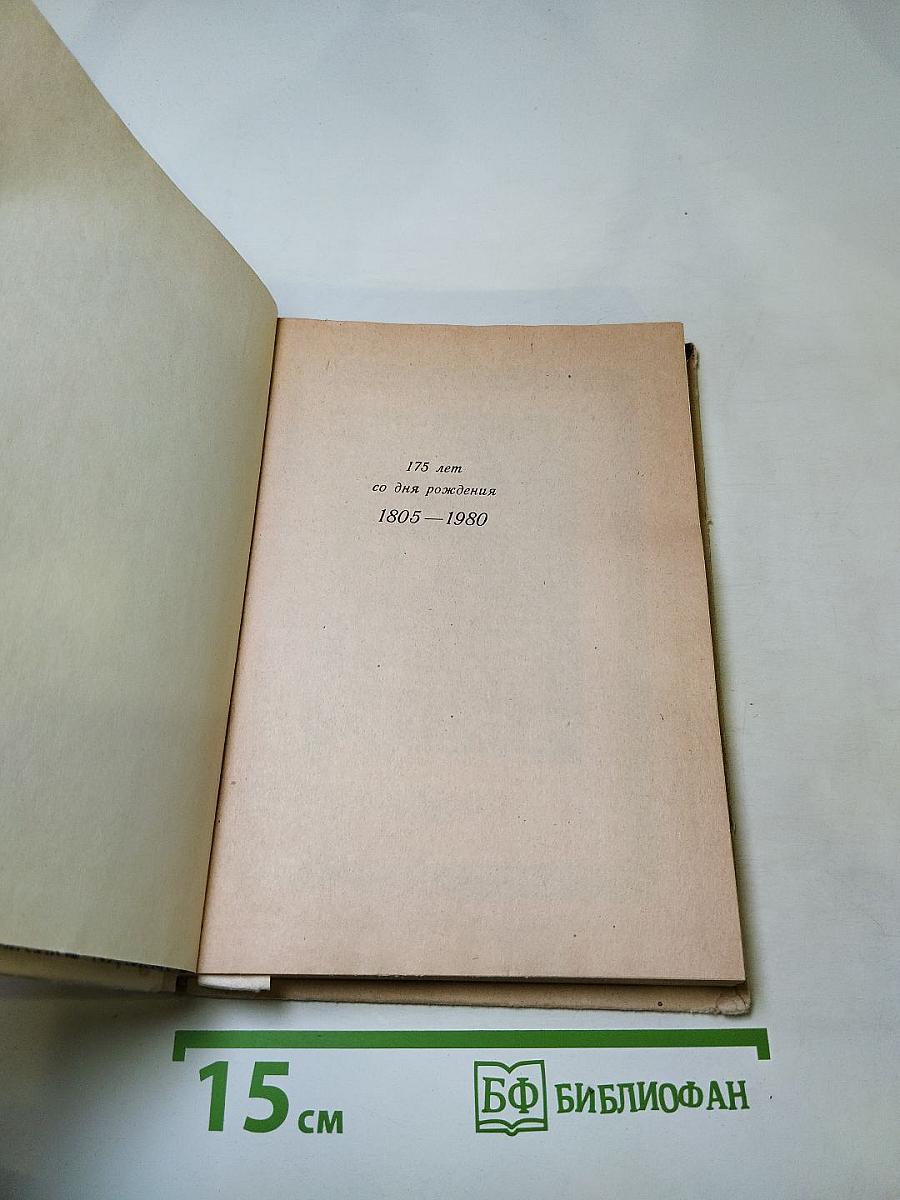 175 лет
со дня рождения
1805—1980
15 см
БФ БИБЛИОФАН